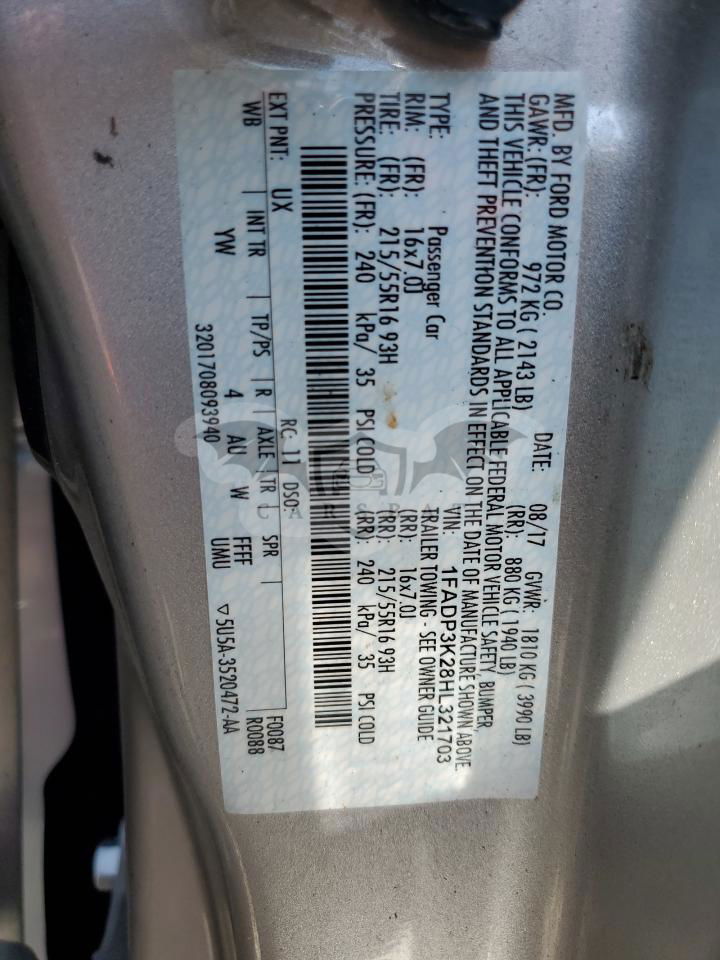 MFD. BY FORD MOTOR CO.
DATE: 08/17 GVWR: 1810 KG ( 3990 LB)
GAWR: (FR): 972 KG ( 2143 LB) (RR): 880 KG ( 1940 LB)
THIS VEHICLE CONFORMS TO ALL APPLICABLE FEDERAL MOTOR VEHICLE SAFETY, BUMPER,
AND THEFT PREVENTION STANDARDS IN EFFECT ON THE DATE OF MANUFACTURE SHOWN ABOVE.
VIN: 1FADP3K28HL321703
TYPE: Passenger Car TRAILER TOWING - SEE OWNER GUIDE
RIM: (FR): 16x7.0J (RR): 16x7.0J
TIRE: (FR): 215/55R16 93H (RR): 215/55R16 93H
PRESSURE: (FR): 240 kPa/ 35 PSI COLD (RR): 240 kPa/ 35 PSI COLD
EXT PNT: UX RC: 11 DSO: F0087
WB INT TR TP/PS R AXLE TR SPR R0088
YW 4 AU W FFFF
UMU
3201708093940 ▽5U5A-3520472-AA